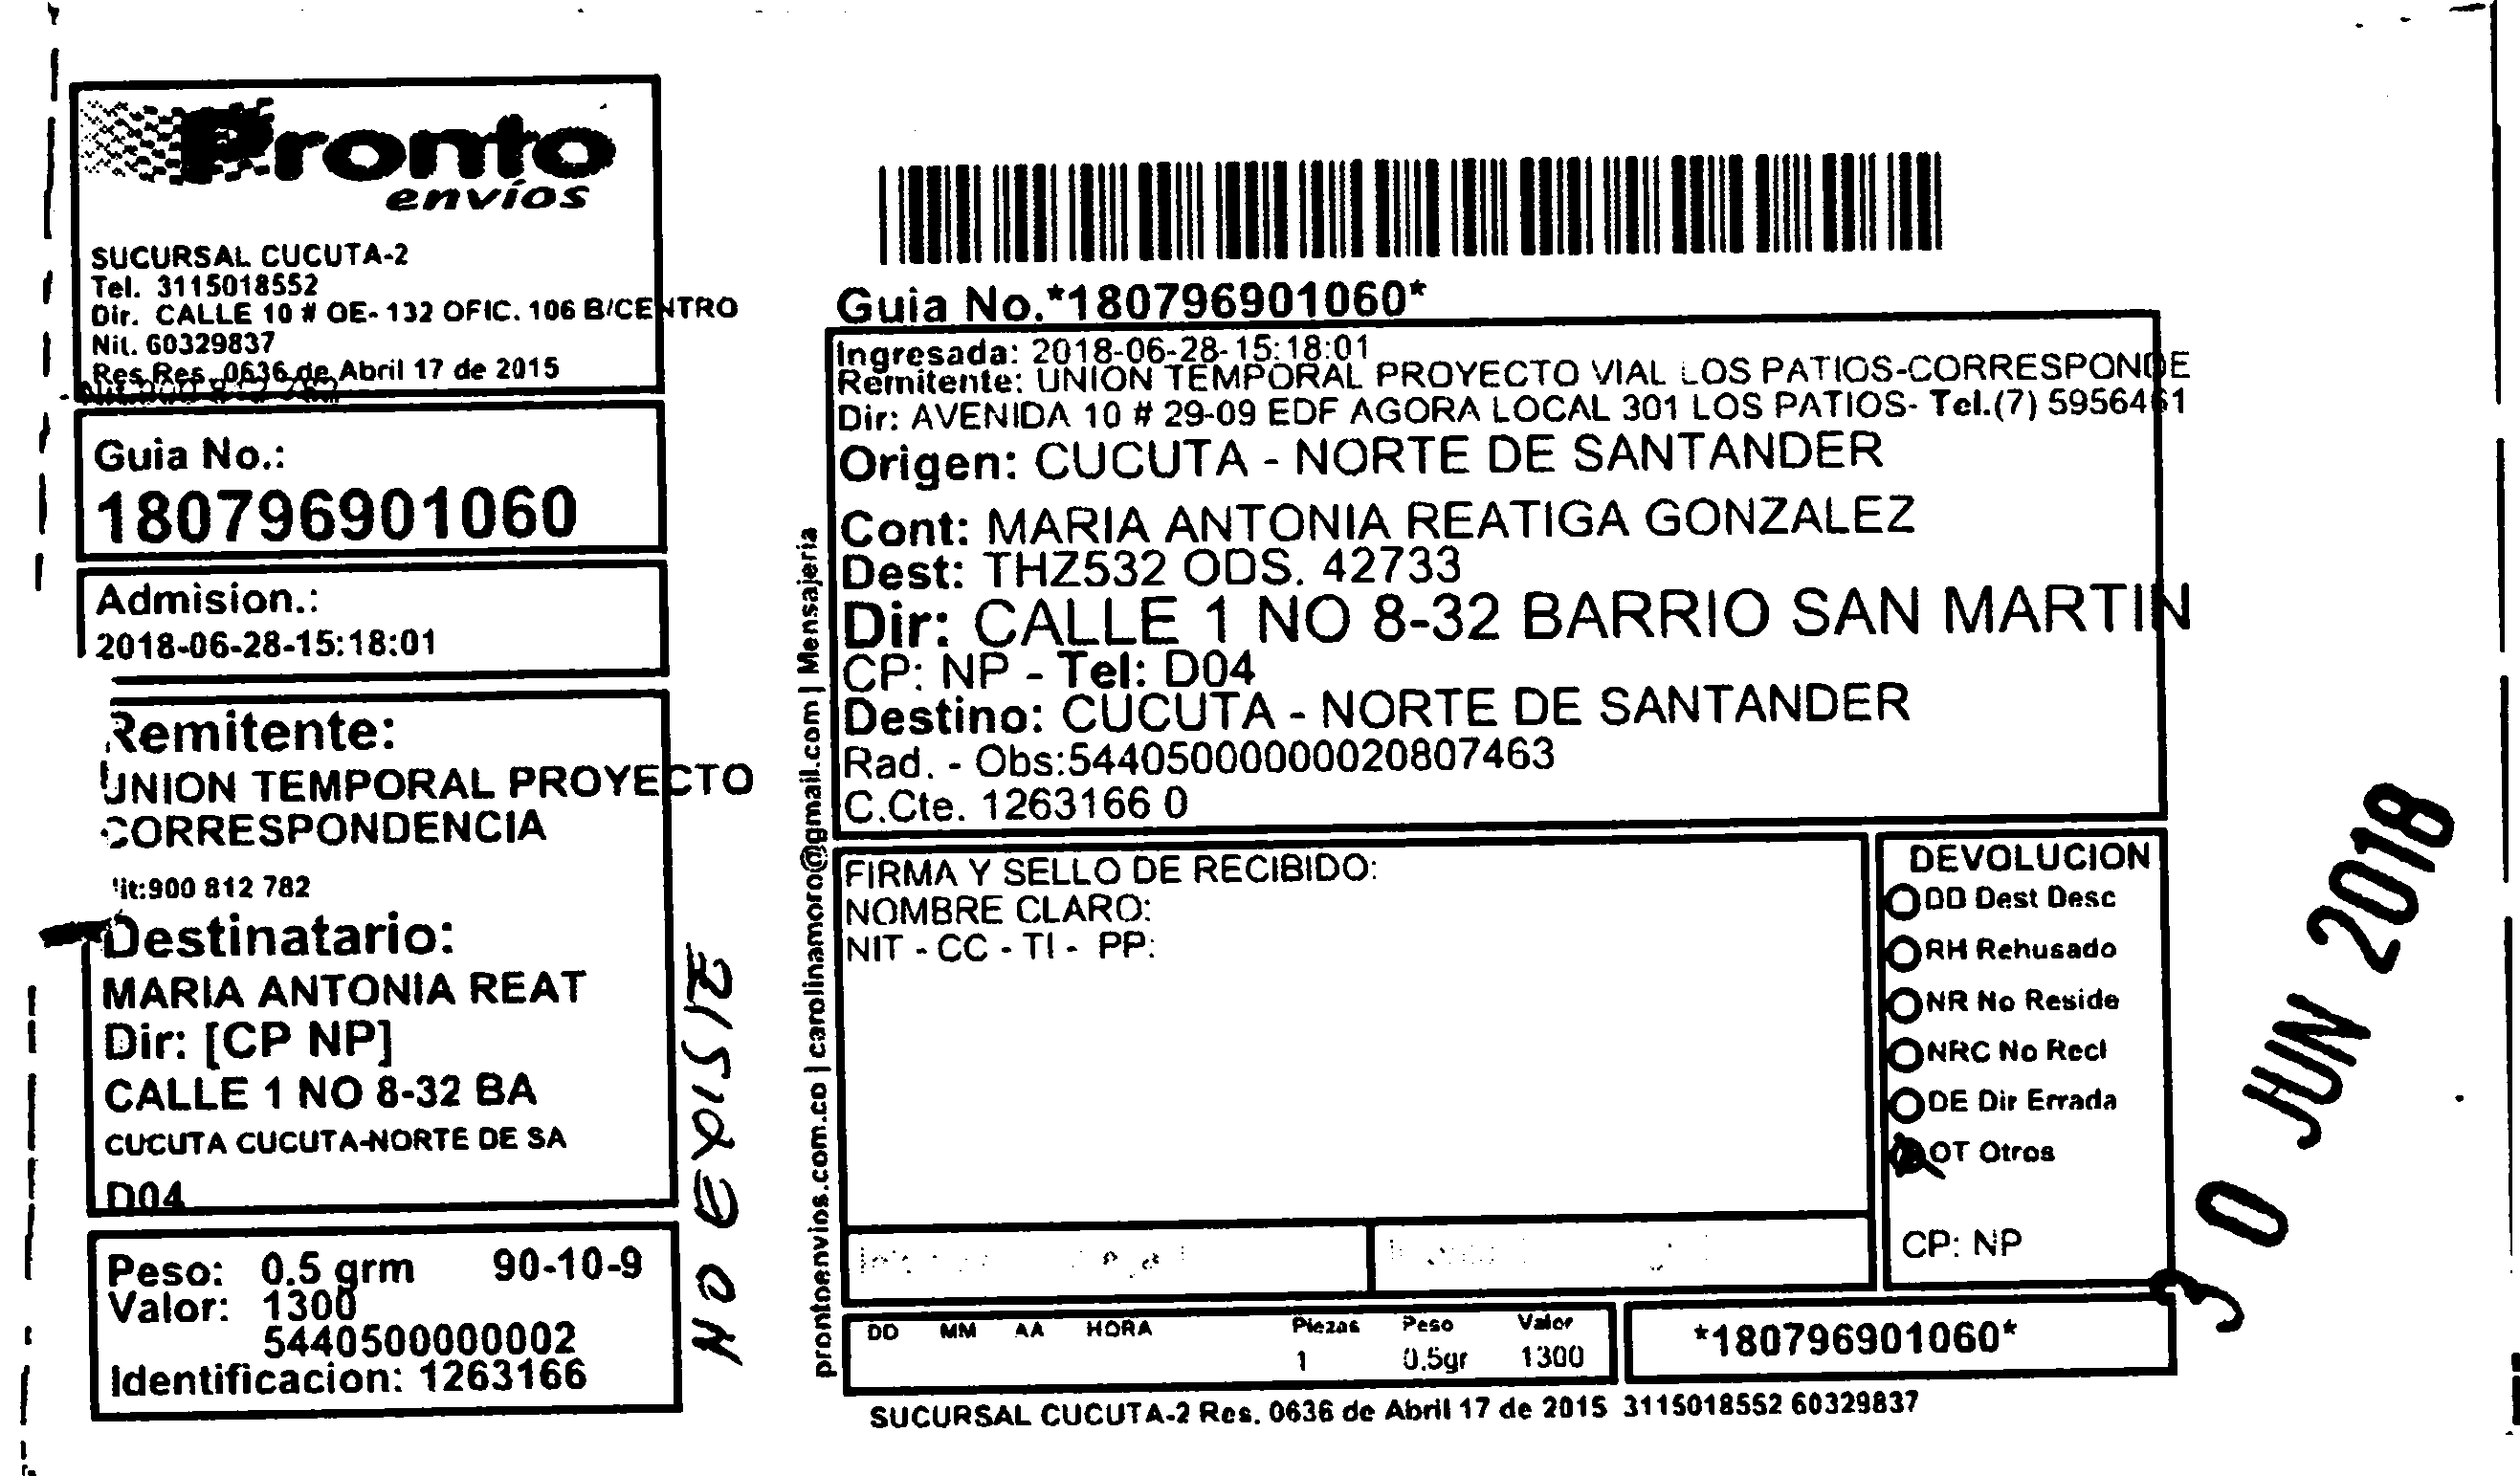 Pronto
envíos
SUCURSAL CUCUTA-2
Tel. 3115018552
Dir. CALLE 10 # OE- 132 OFIC. 106 B/CENTRO
Nit. 60329837
Res Res. 0636 de Abril 17 de 2015
Guia No.:
180796901060
Admision.:
2018-06-28-15:18:01
Remitente:
UNION TEMPORAL PROYECTO
CORRESPONDENCIA
Nit:900 812 782
Destinatario:
MARIA ANTONIA REAT
Dir: [CP NP]
CALLE 1 NO 8-32 BA
CUCUTA CUCUTA-NORTE DE SA
D04
Peso: 0.5 grm 90-10-9
Valor: 1300
5440500000002
Identificacion: 1263166
NO EXISTE
prontoenvios.com.co | carolinamoro@gmail.com | Mensajeria
Guia No.*180796901060*
Ingresada: 2018-06-28-15:18:01
Remitente: UNION TEMPORAL PROYECTO VIAL LOS PATIOS-CORRESPONDE
Dir: AVENIDA 10 # 29-09 EDF AGORA LOCAL 301 LOS PATIOS- Tel.(7) 5956461
Origen: CUCUTA - NORTE DE SANTANDER
Cont: MARIA ANTONIA REATIGA GONZALEZ
Dest: THZ532 ODS. 42733
Dir: CALLE 1 NO 8-32 BARRIO SAN MARTIN
CP: NP - Tel: D04
Destino: CUCUTA - NORTE DE SANTANDER
Rad. - Obs:544050000000020807463
C.Cte. 1263166 0
FIRMA Y SELLO DE RECIBIDO:
NOMBRE CLARO:
NIT - CC - TI - PP:
DEVOLUCION
DD Dest Desc
RH Rehusado
NR No Reside
NRC No Recl
DE Dir Errada
OT Otros
CP: NP
DD MM AA HORA Piezas Peso Valor
1 0.5gr 1300
*180796901060*
SUCURSAL CUCUTA-2 Res. 0636 de Abril 17 de 2015 3115018552 60329837
30 JUN 2018